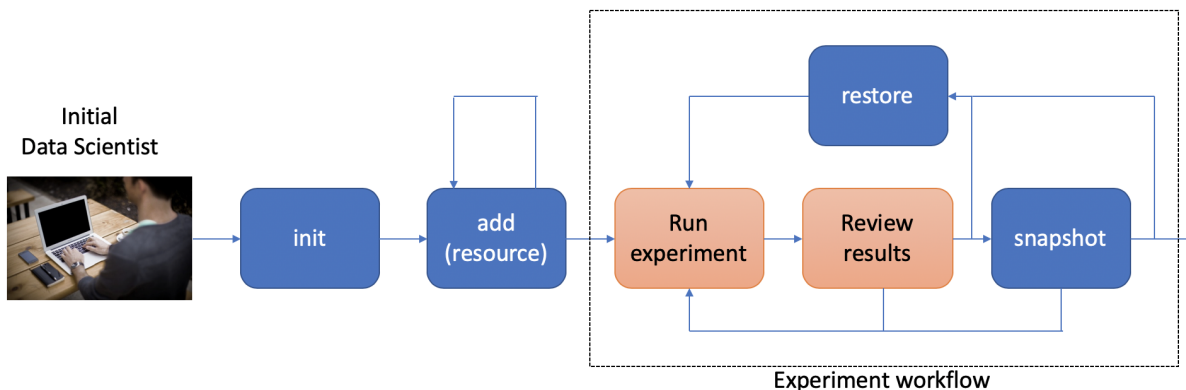 Initial
Data Scientist
init
add
(resource)
restore
Run
experiment
Review
results
snapshot
Experiment workflow